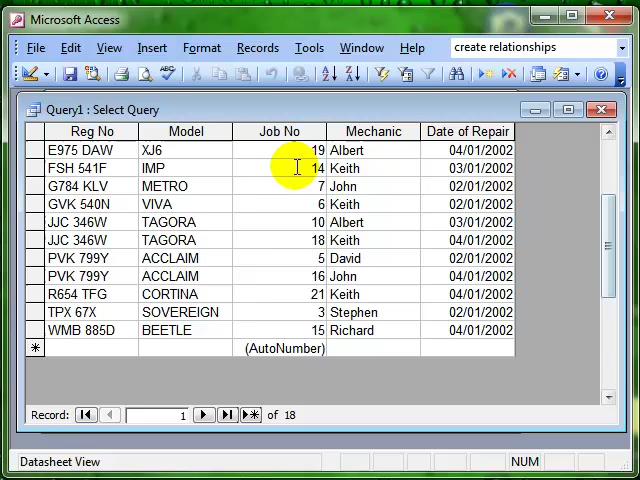 Microsoft Access
File Edit View Insert Format Records Tools Window Help create relationships
Query1 : Select Query
Reg No Model Job No Mechanic Date of Repair
E975 DAW XJ6 19 Albert 04/01/2002
FSH 541F IMP 14 Keith 03/01/2002
G784 KLV METRO 7 John 02/01/2002
GVK 540N VIVA 6 Keith 02/01/2002
JJC 346W TAGORA 10 Albert 03/01/2002
JJC 346W TAGORA 18 Keith 04/01/2002
PVK 799Y ACCLAIM 5 David 02/01/2002
PVK 799Y ACCLAIM 16 John 04/01/2002
R654 TFG CORTINA 21 Keith 04/01/2002
TPX 67X SOVEREIGN 3 Stephen 02/01/2002
WMB 885D BEETLE 15 Richard 04/01/2002
(AutoNumber)
Record: 1 of 18
Datasheet View NUM